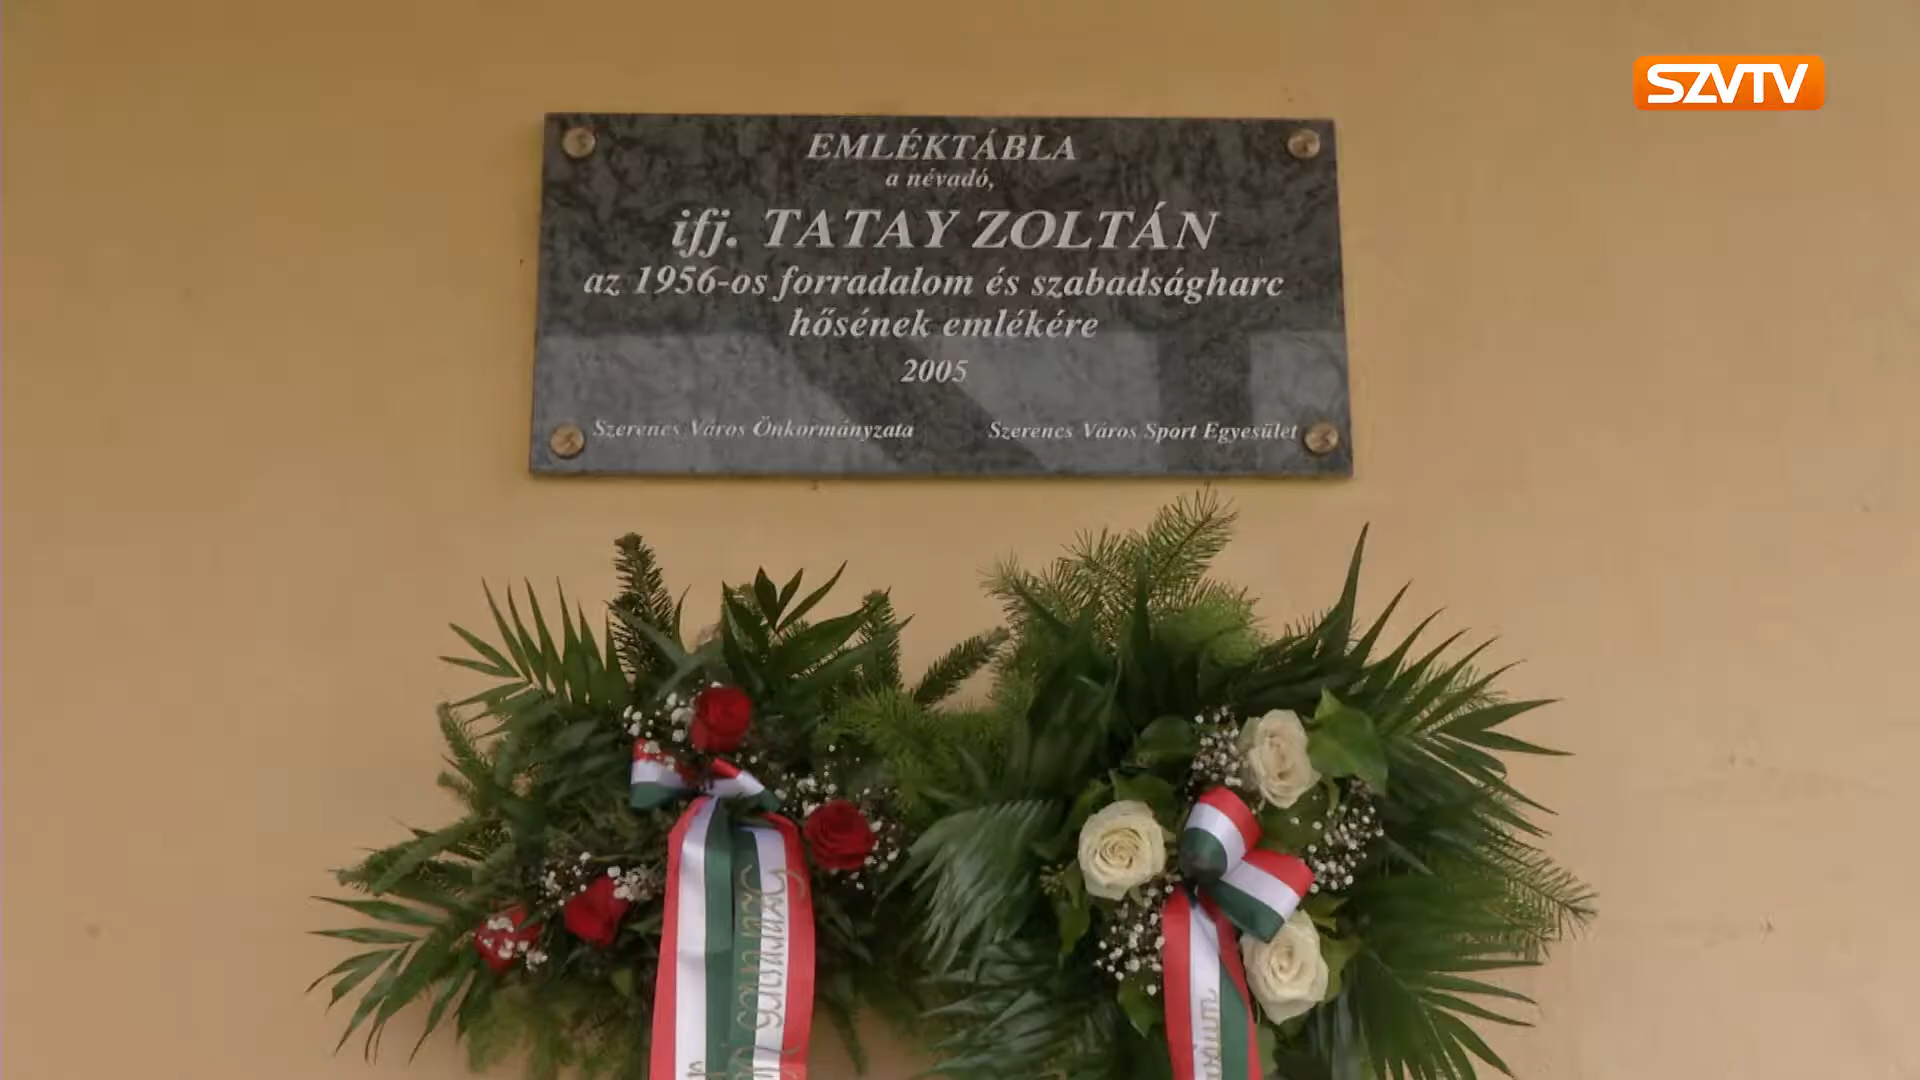 SZVTV
EMLÉKTÁBLA
a névadó,
ifj. TATAY ZOLTÁN
az 1956-os forradalom és szabadságharc
hősének emlékére
2005
Szerencs Város Önkormányzata
Szerencs Város Sport Egyesület
Szerencs